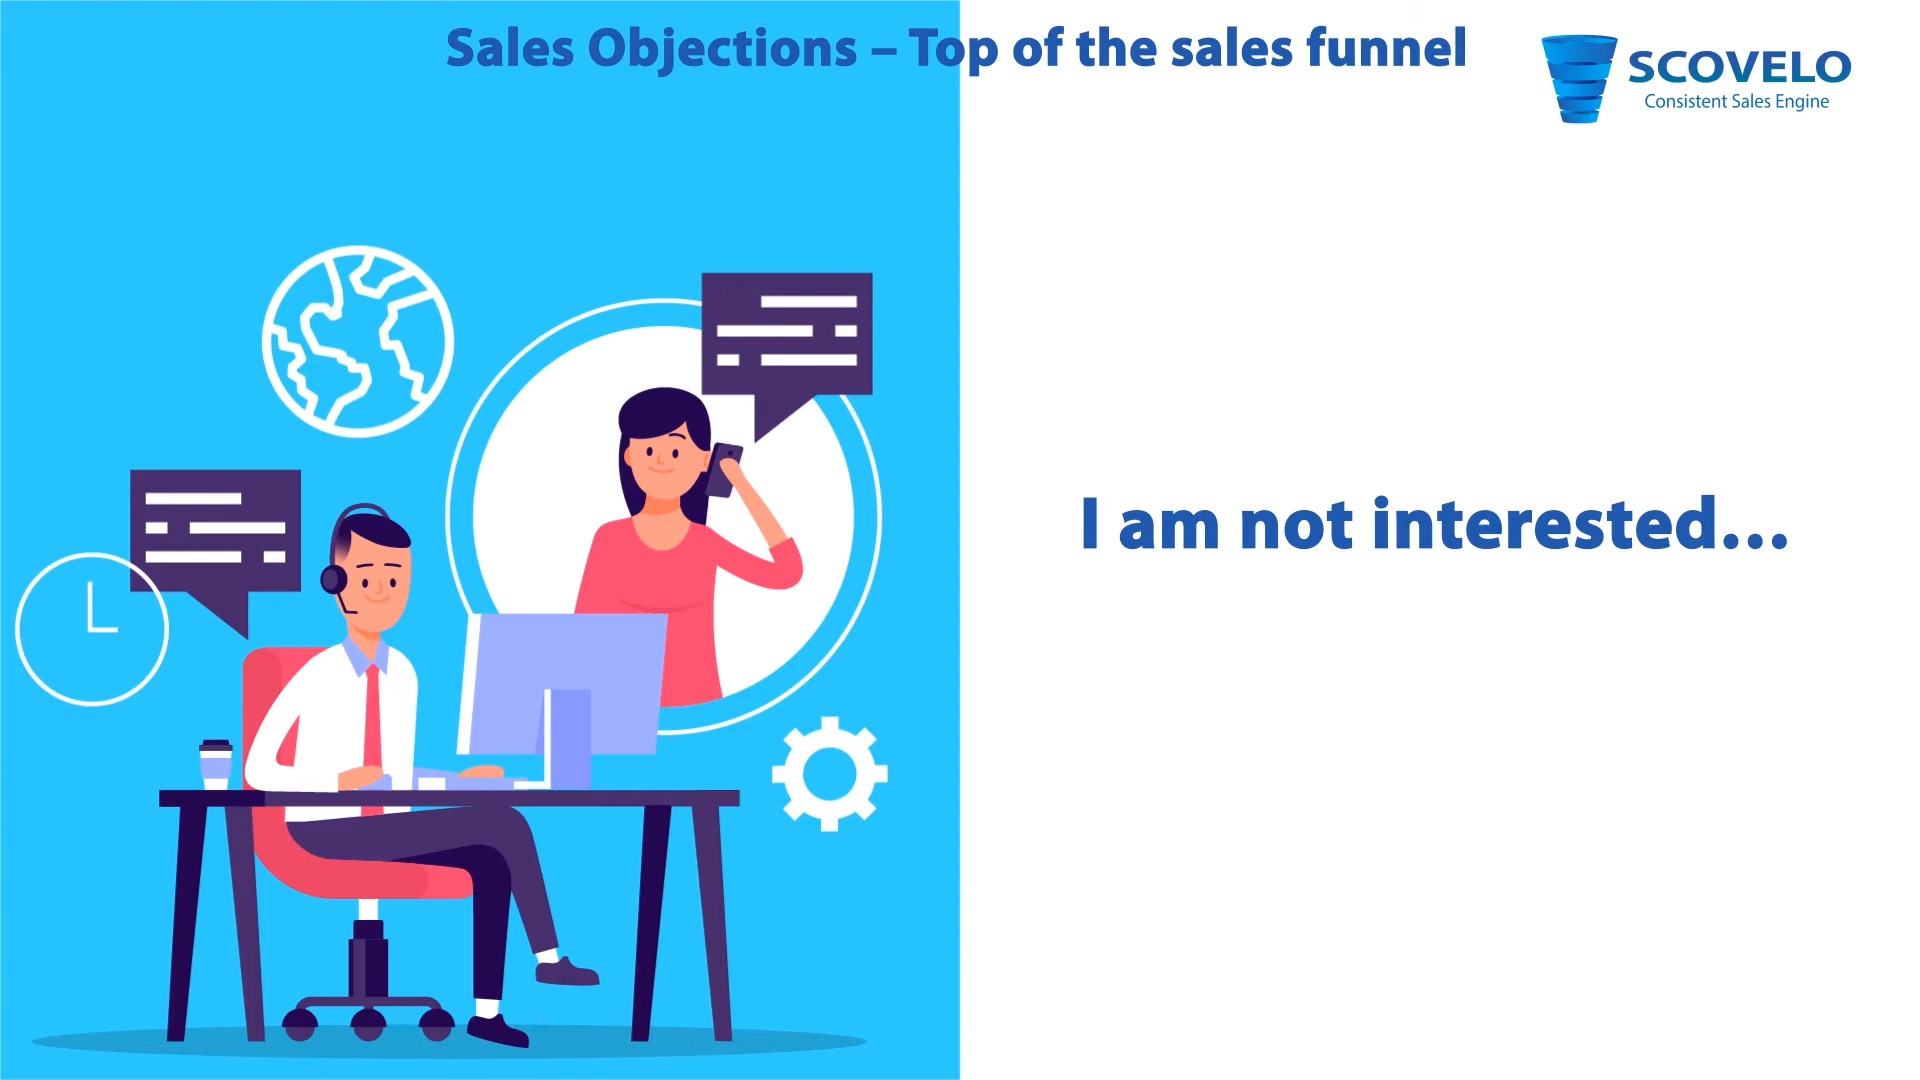 Sales Objections – Top of the sales funnel
SCOVELO
Consistent Sales Engine
I am not interested...